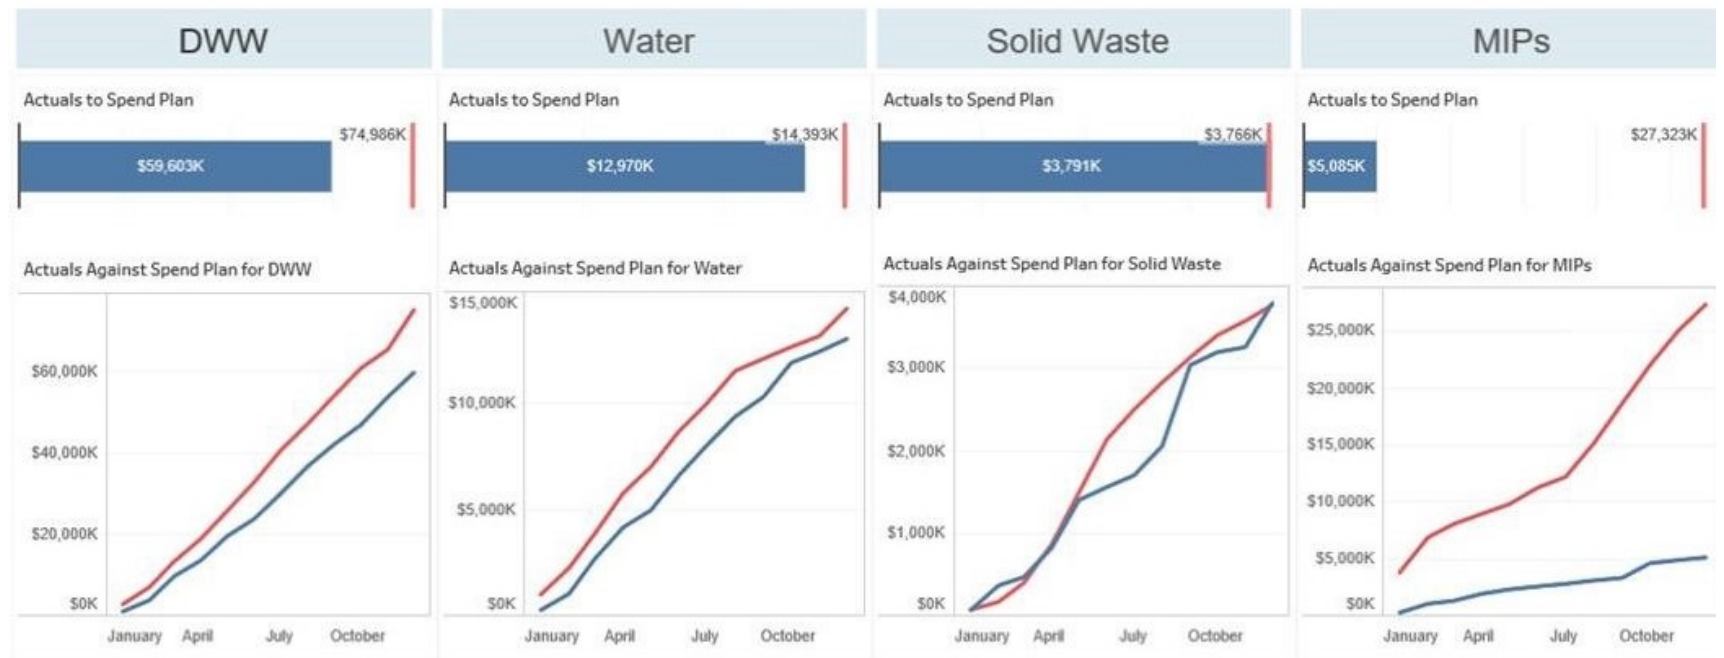 DWW
Actuals to Spend Plan
$74,986K
$59,603K
Actuals Against Spend Plan for DWW
$60,000K
$40,000K
$20,000K
$0K
January April July October
Water
Actuals to Spend Plan
$14,393K
$12,970K
Actuals Against Spend Plan for Water
$15,000K
$10,000K
$5,000K
$0K
January April July October
Solid Waste
Actuals to Spend Plan
$3,766K
$3,791K
Actuals Against Spend Plan for Solid Waste
$4,000K
$3,000K
$2,000K
$1,000K
$0K
January April July October
MIPs
Actuals to Spend Plan
$27,323K
$5,085K
Actuals Against Spend Plan for MIPs
$25,000K
$20,000K
$15,000K
$10,000K
$5,000K
$0K
January April July October